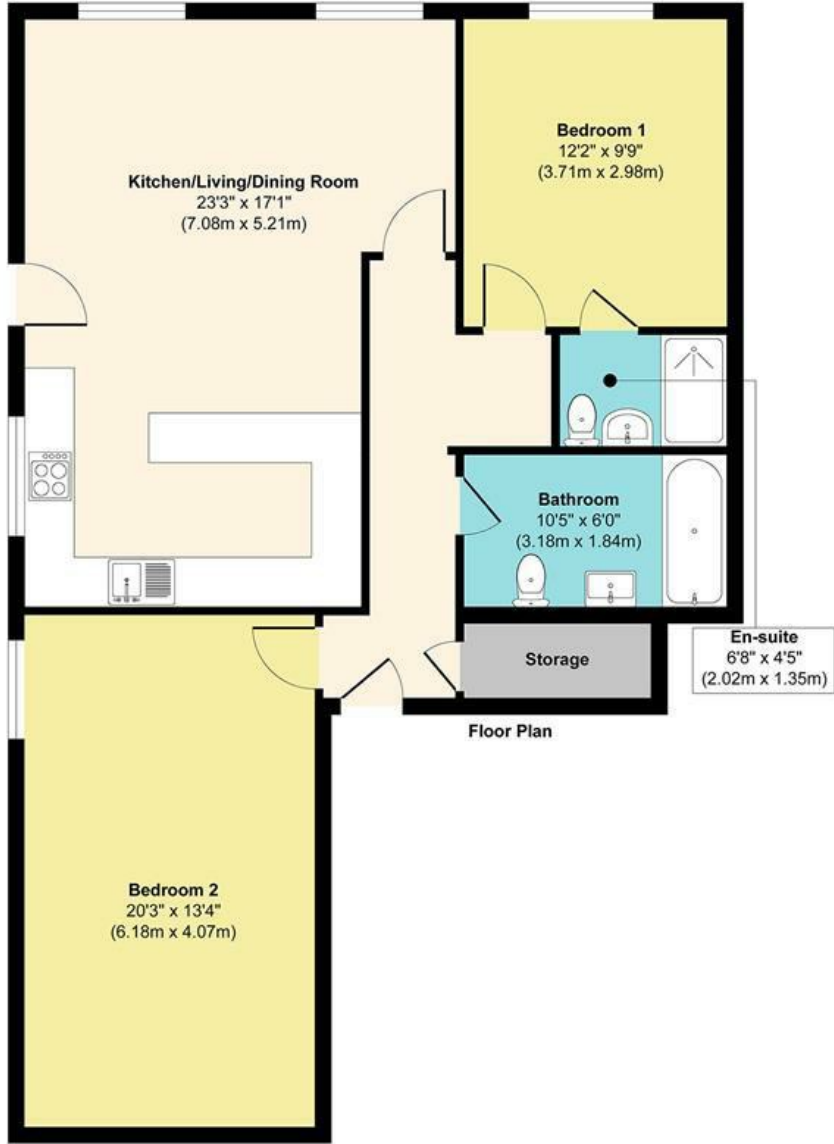 Bedroom 1
12'2" x 9'9"
(3.71m x 2.98m)
Kitchen/Living/Dining Room
23'3" x 17'1"
(7.08m x 5.21m)
Bathroom
10'5" x 6'0"
(3.18m x 1.84m)
En-suite
6'8" x 4'5"
(2.02m x 1.35m)
Storage
Floor Plan
Bedroom 2
20'3" x 13'4"
(6.18m x 4.07m)